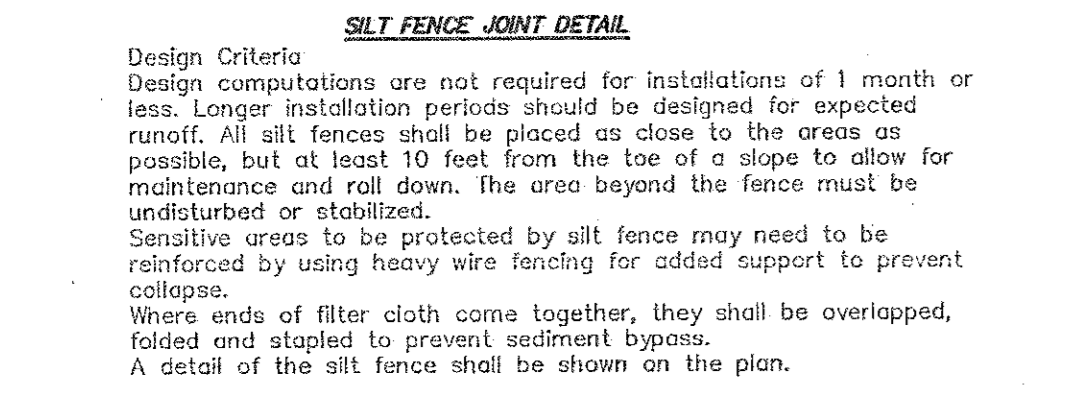 SILT FENCE JOINT DETAIL
Design Criteria
Design computations are not required for installations of 1 month or
less. Longer installation periods should be designed for expected
runoff. All silt fences shall be placed as close to the areas as
possible, but at least 10 feet from the toe of a slope to allow for
maintenance and roll down. The area beyond the fence must be
undisturbed or stabilized.
Sensitive areas to be protected by silt fence may need to be
reinforced by using heavy wire fencing for added support to prevent
collapse.
Where ends of filter cloth come together, they shall be overlapped,
folded and stapled to prevent sediment bypass.
A detail of the silt fence shall be shown on the plan.